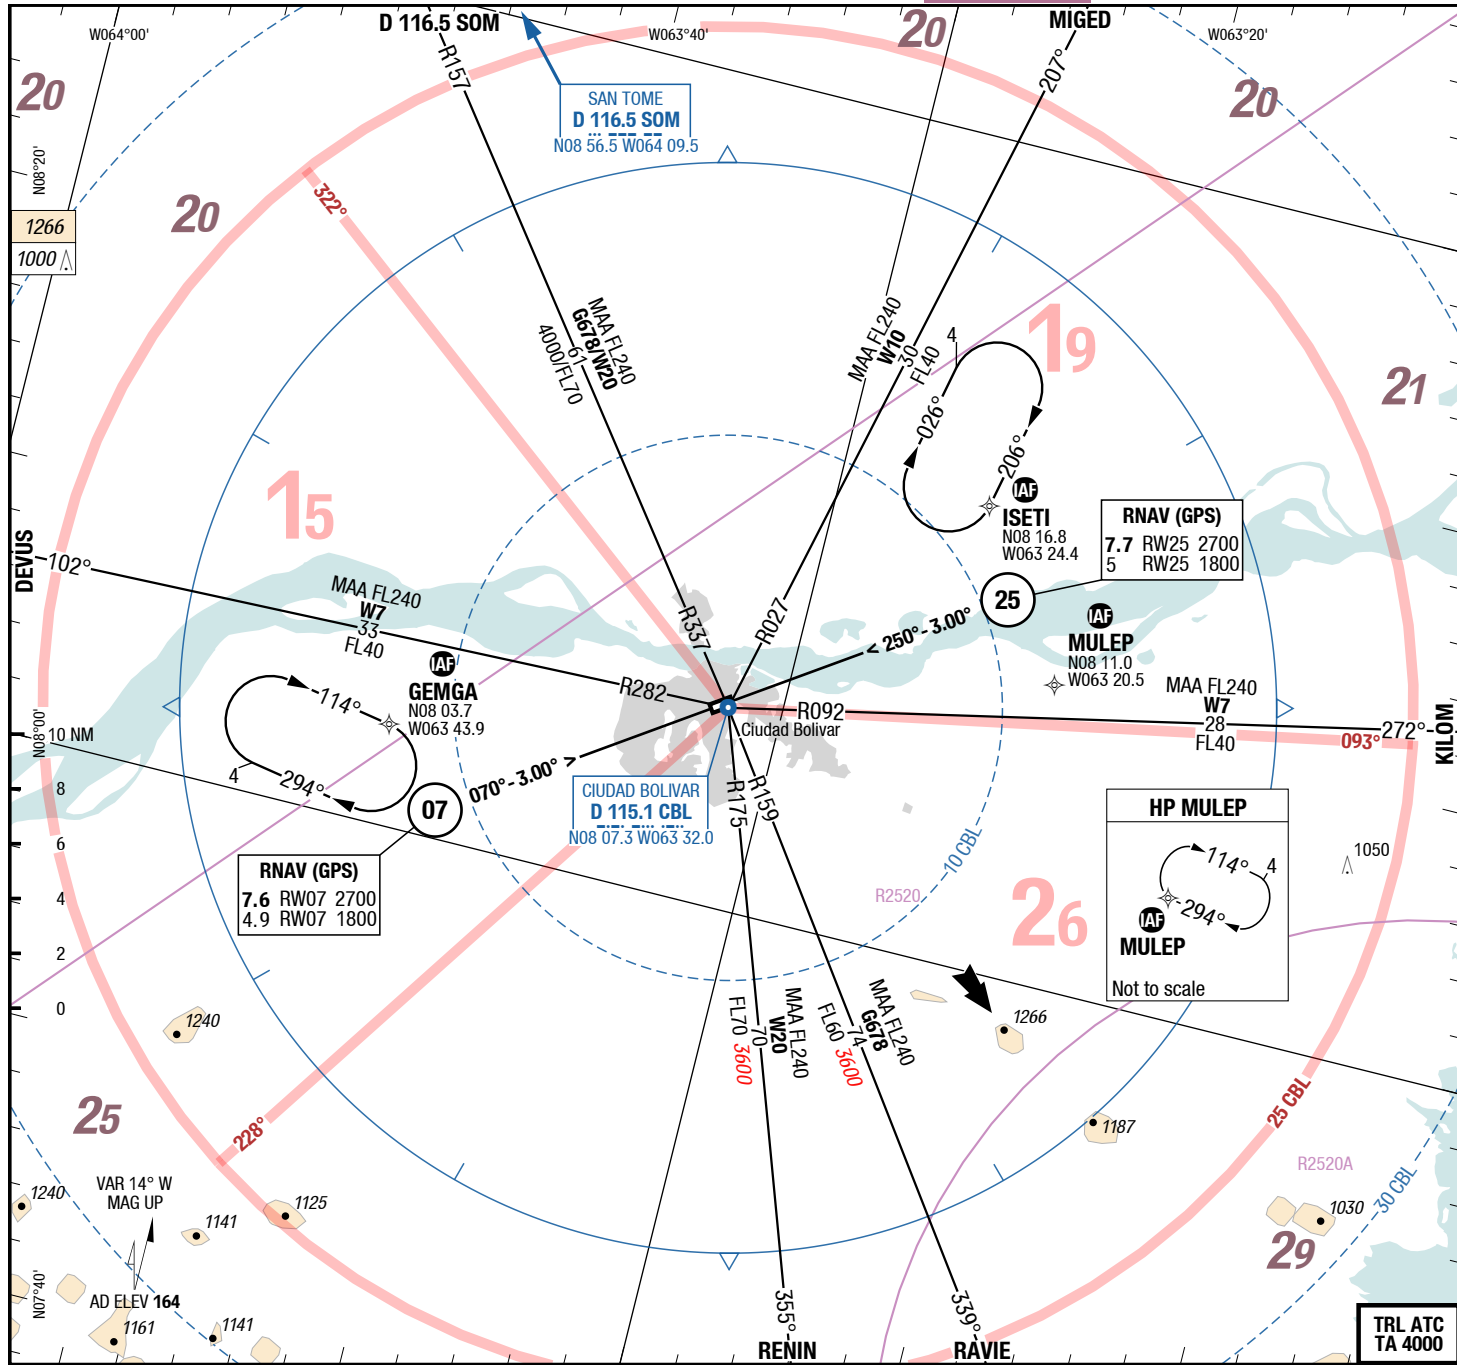 D 116.5 SOM
MIGED
W064°00'
W063°40'
W063°20'
20
20
20
20
R157
207°
SAN TOME
D 116.5 SOM
N08 56.5 W064 09.5
N08°20'
322°
1266
1000
MAA FL240
G678/W20
61
4000/FL70
MAA FL240
W10
30
FL40
4
19
026°
206°
21
15
IAF
ISETI
N08 16.8
W063 24.4
RNAV (GPS)
7.7 RW25 2700
5 RW25 1800
DEVUS
102°
MAA FL240
W7
33
FL40
R337
R027
25
< 250°- 3.00°
IAF
MULEP
N08 11.0
W063 20.5
IAF
GEMGA
N08 03.7
W063 43.9
114°
294°
4
R282
R092
Ciudad Bolivar
MAA FL240
W7
28
FL40
093°
272°
KILOM
N08°00'
10 NM
8
6
4
2
0
070°- 3.00° >
07
CIUDAD BOLIVAR
D 115.1 CBL
N08 07.3 W063 32.0
R175
R159
RNAV (GPS)
7.6 RW07 2700
4.9 RW07 1800
10 CBL
R2520
26
HP MULEP
114°
4
294°
IAF
MULEP
Not to scale
1050
1240
MAA FL240
W20
70
FL70 3600
MAA FL240
G678
74
FL60 3600
1266
1187
25 CBL
25
228°
R2520A
30 CBL
VAR 14° W
MAG UP
1240
1141
1125
1030
29
N07°40'
AD ELEV 164
1161
1141
355°
RENIN
339°
RAVIE
TRL ATC
TA 4000